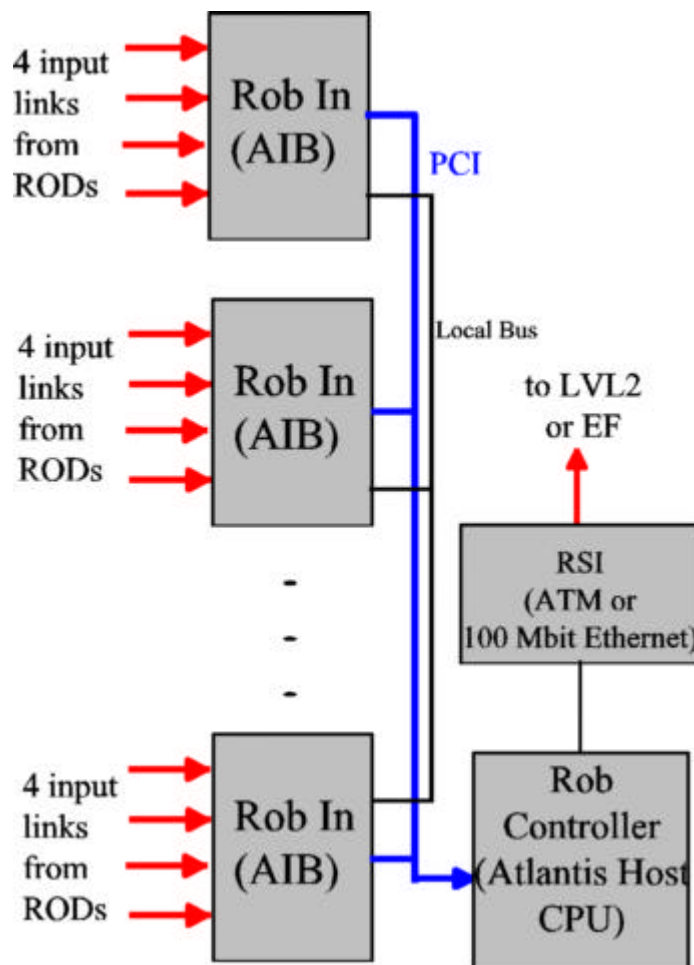 4 input
links
from
RODs
Rob In
(AIB)
PCI
4 input
links
from
RODs
Rob In
(AIB)
Local Bus
to LVL2
or EF
RSI
(ATM or
100 Mbit Ethernet)
4 input
links
from
RODs
Rob In
(AIB)
Rob
Controller
(Atlantis Host
CPU)